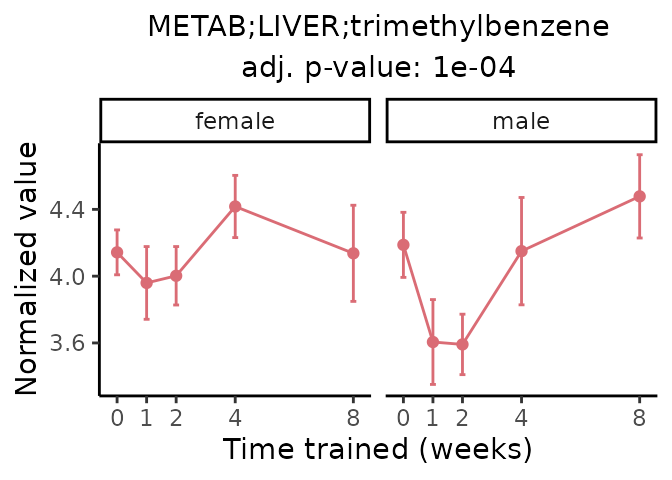 METAB;LIVER;trimethylbenzene
adj. p-value: 1e-04
female
male
Normalized value
4.4
4.0
3.6
0 1 2 4 8
0 1 2 4 8
Time trained (weeks)